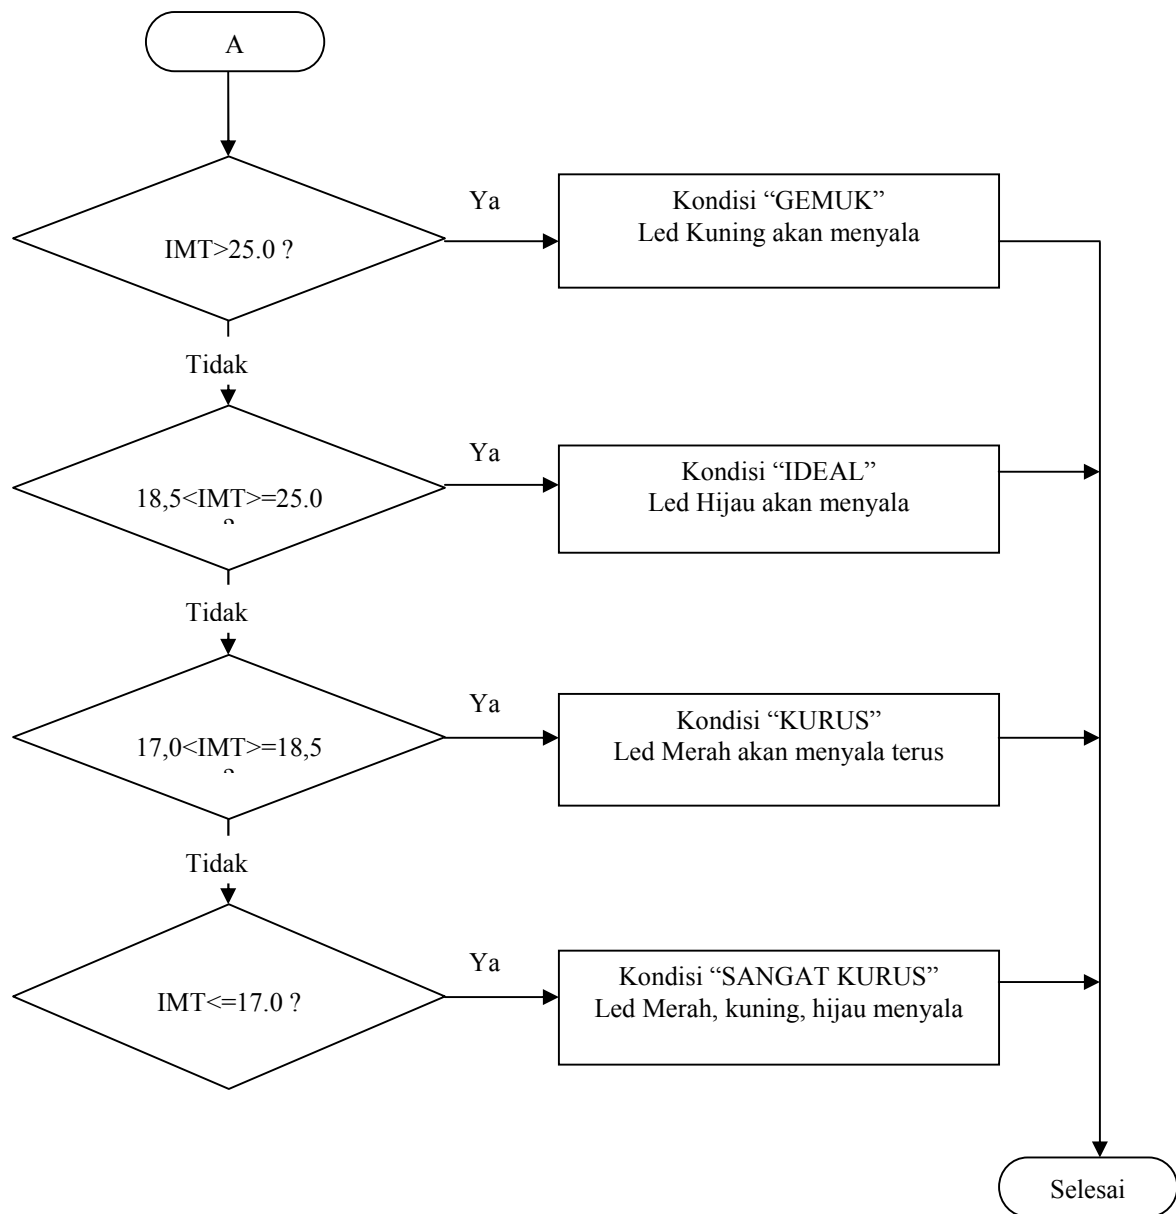 A
IMT>25.0 ?
Ya
Kondisi “GEMUK”
Led Kuning akan menyala
Tidak
18,5<IMT>=25.0
Ya
Kondisi “IDEAL”
Led Hijau akan menyala
Tidak
17,0<IMT>=18,5
Ya
Kondisi “KURUS”
Led Merah akan menyala terus
Tidak
IMT<=17.0 ?
Ya
Kondisi “SANGAT KURUS”
Led Merah, kuning, hijau menyala
Selesai